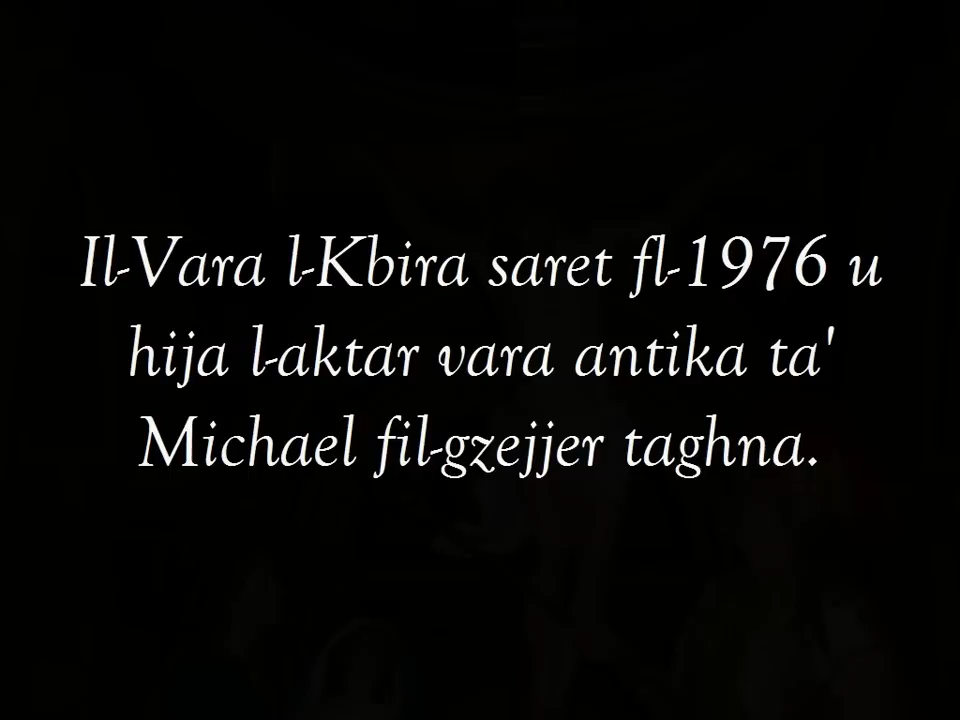 Il-Vara l-Kbira saret fl-1976 u
hija l-aktar vara antika ta'
Michael fil-gzejjer taghna.